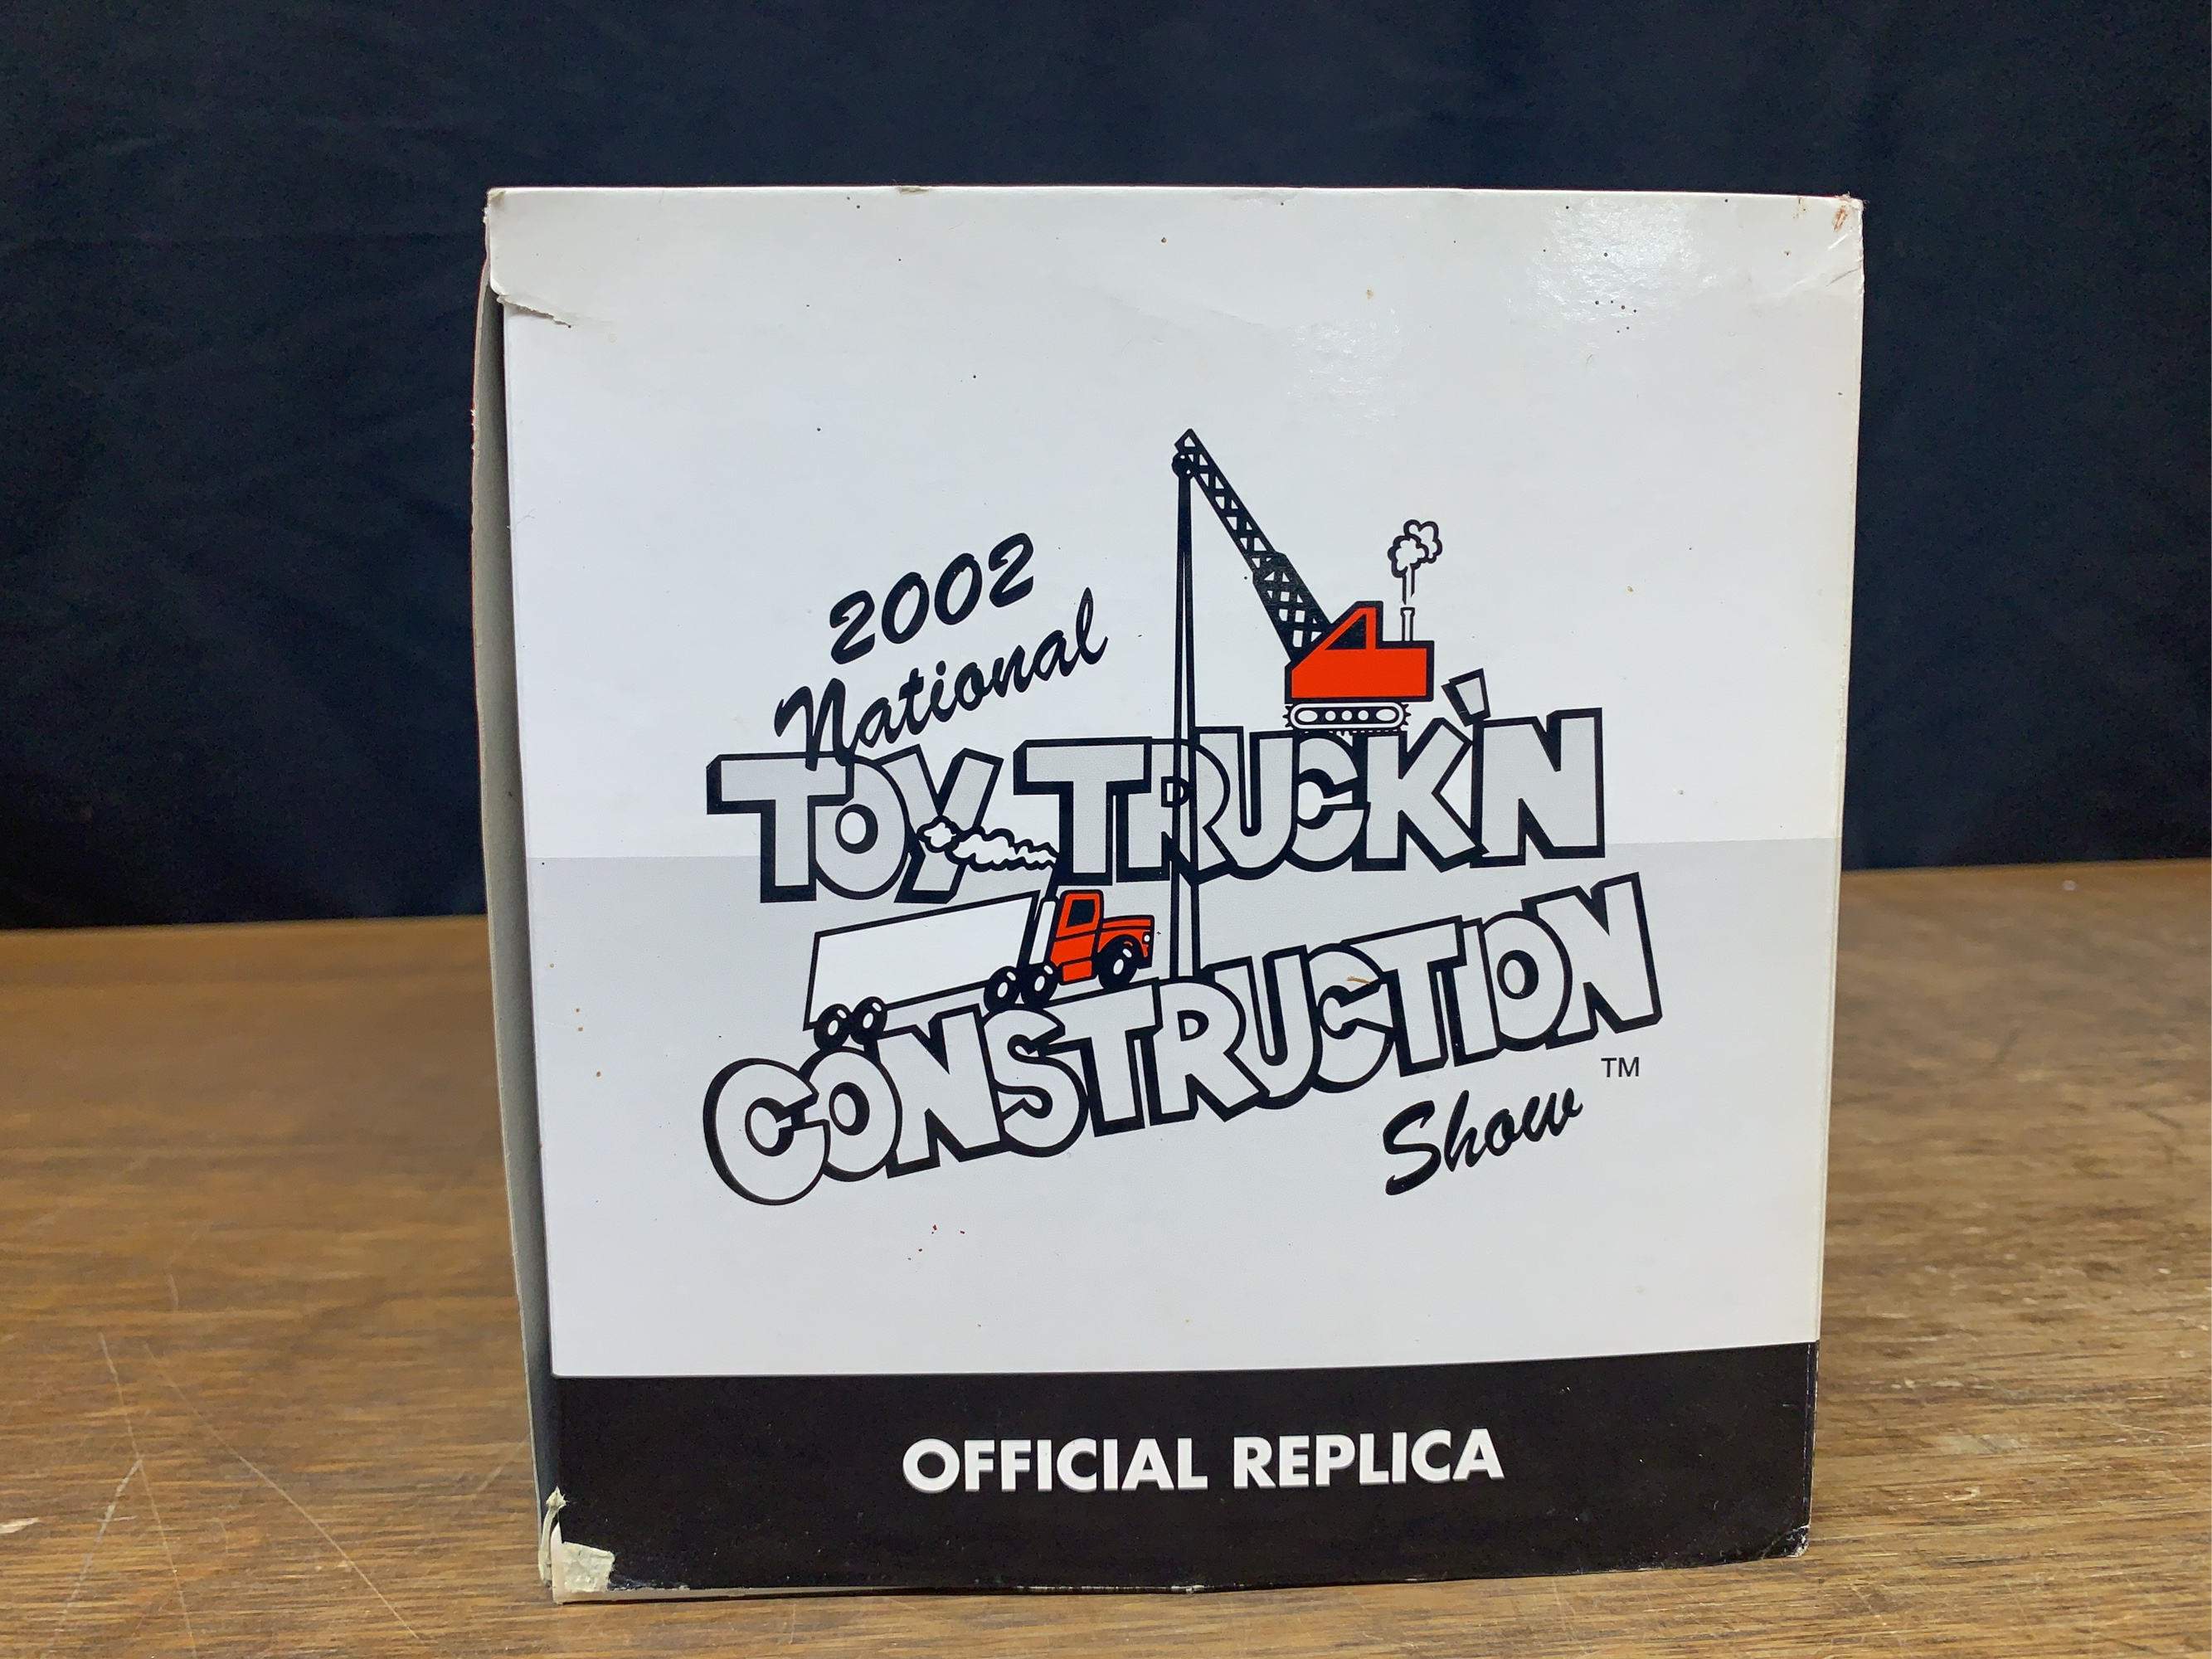 2002
National
TOY TRUCK'N
CONSTRUCTION
TM
Show
OFFICIAL REPLICA